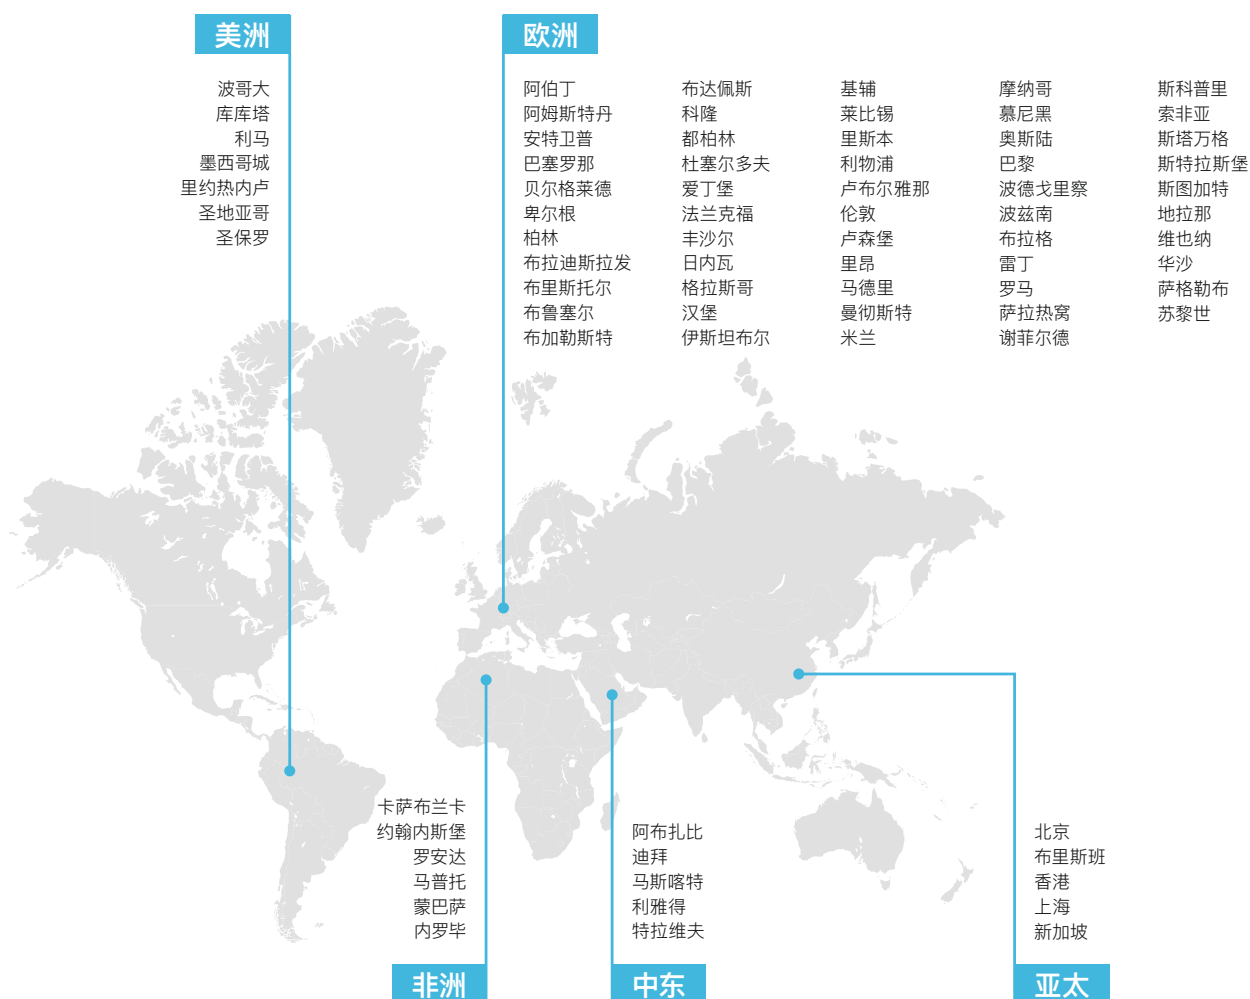 美洲
波哥大
库库塔
利马
墨西哥城
里约热内卢
圣地亚哥
圣保罗
欧洲
阿伯丁
阿姆斯特丹
安特卫普
巴塞罗那
贝尔格莱德
卑尔根
柏林
布拉迪斯拉发
布里斯托尔
布鲁塞尔
布加勒斯特
布达佩斯
科隆
都柏林
杜塞尔多夫
爱丁堡
法兰克福
丰沙尔
日内瓦
格拉斯哥
汉堡
伊斯坦布尔
基辅
莱比锡
里斯本
利物浦
卢布尔雅那
伦敦
卢森堡
里昂
马德里
曼彻斯特
米兰
摩纳哥
慕尼黑
奥斯陆
巴黎
波德戈里察
波兹南
布拉格
雷丁
罗马
萨拉热窝
谢菲尔德
斯科普里
索非亚
斯塔万格
斯特拉斯堡
斯图加特
地拉那
维也纳
华沙
萨格勒布
苏黎世
卡萨布兰卡
约翰内斯堡
罗安达
马普托
蒙巴萨
内罗毕
非洲
阿布扎比
迪拜
马斯喀特
利雅得
特拉维夫
中东
北京
布里斯班
香港
上海
新加坡
亚太